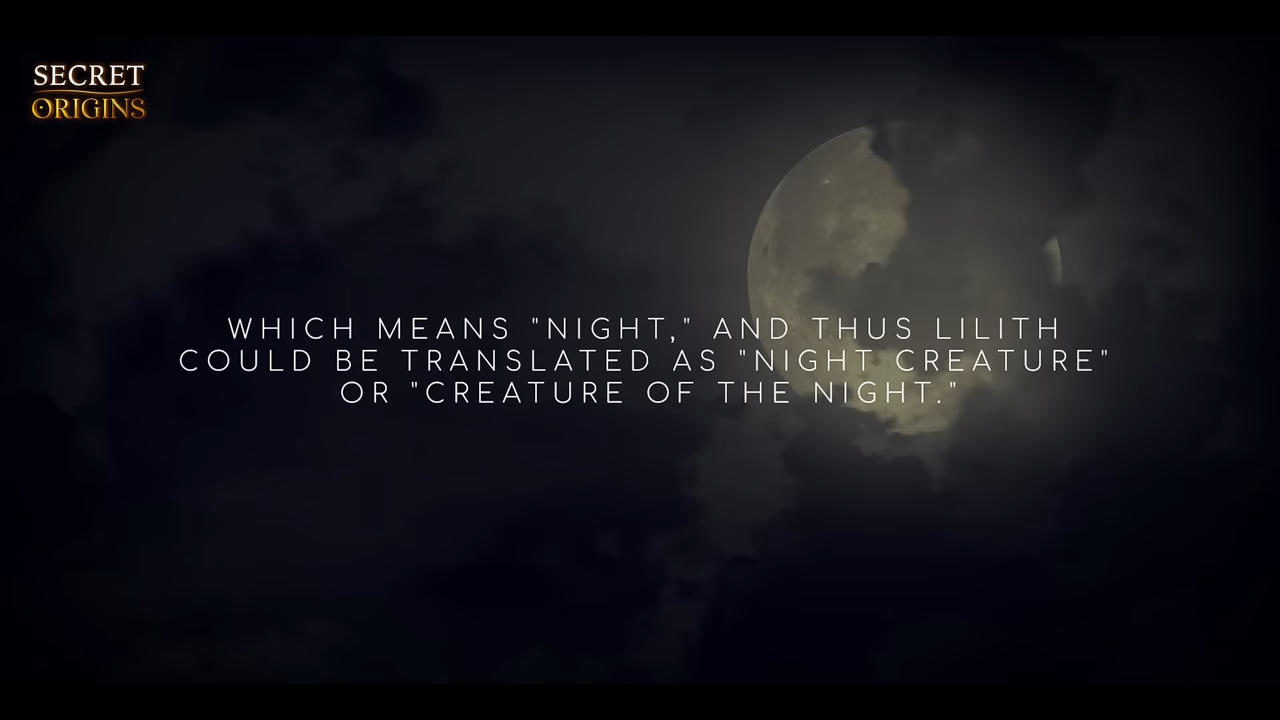 SECRET
ORIGINS
WHICH MEANS "NIGHT," AND THUS LILITH
COULD BE TRANSLATED AS "NIGHT CREATURE"
OR "CREATURE OF THE NIGHT."